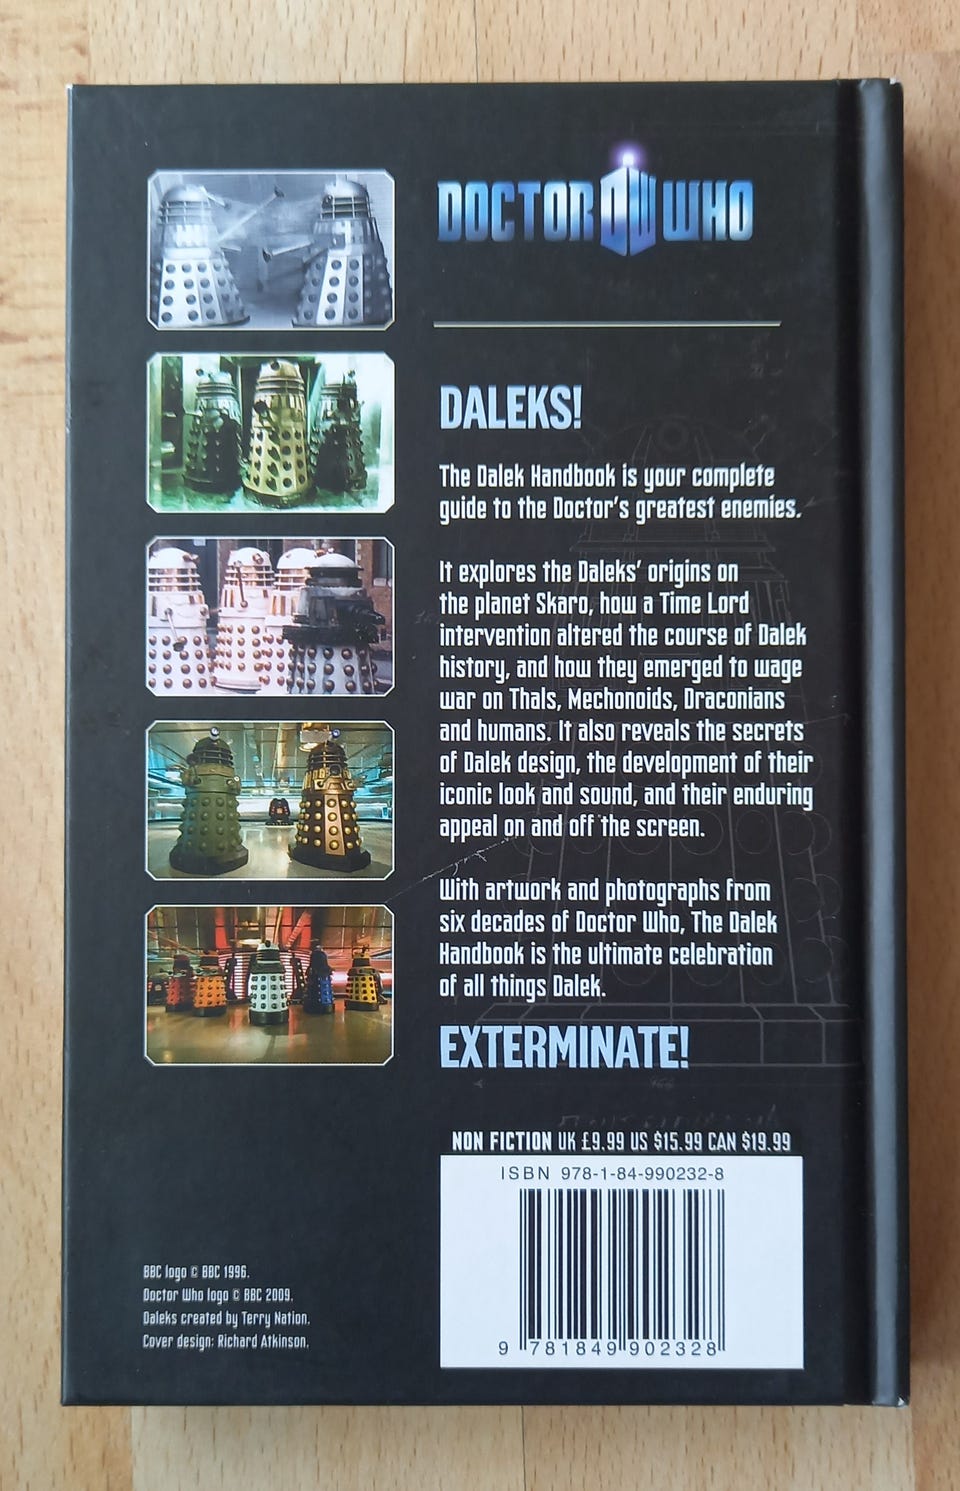 DOCTOR DW WHO
DALEKS!
The Dalek Handbook is your complete
guide to the Doctor's greatest enemies.
It explores the Daleks' origins on
the planet Skaro, how a Time Lord
intervention altered the course of Dalek
history, and how they emerged to wage
war on Thals, Mechonoids, Draconians
and humans. It also reveals the secrets
of Dalek design, the development of their
iconic look and sound, and their enduring
appeal on and off the screen.
With artwork and photographs from
six decades of Doctor Who, The Dalek
Handbook is the ultimate celebration
of all things Dalek.
EXTERMINATE!
NON FICTION UK £9.99 US $15.99 CAN $19.99
ISBN 978-1-84-990232-8
9 781849 902328
BBC logo © BBC 1996.
Doctor Who logo © BBC 2009.
Daleks created by Terry Nation.
Cover design: Richard Atkinson.